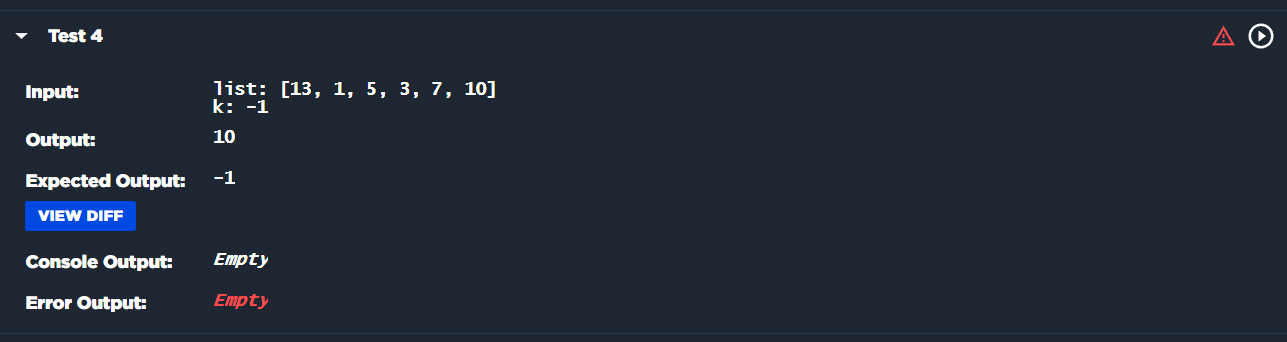 Test 4
Input: list: [13, 1, 5, 3, 7, 10]
k: -1
Output: 10
Expected Output: -1
VIEW DIFF
Console Output: Empty
Error Output: Empty